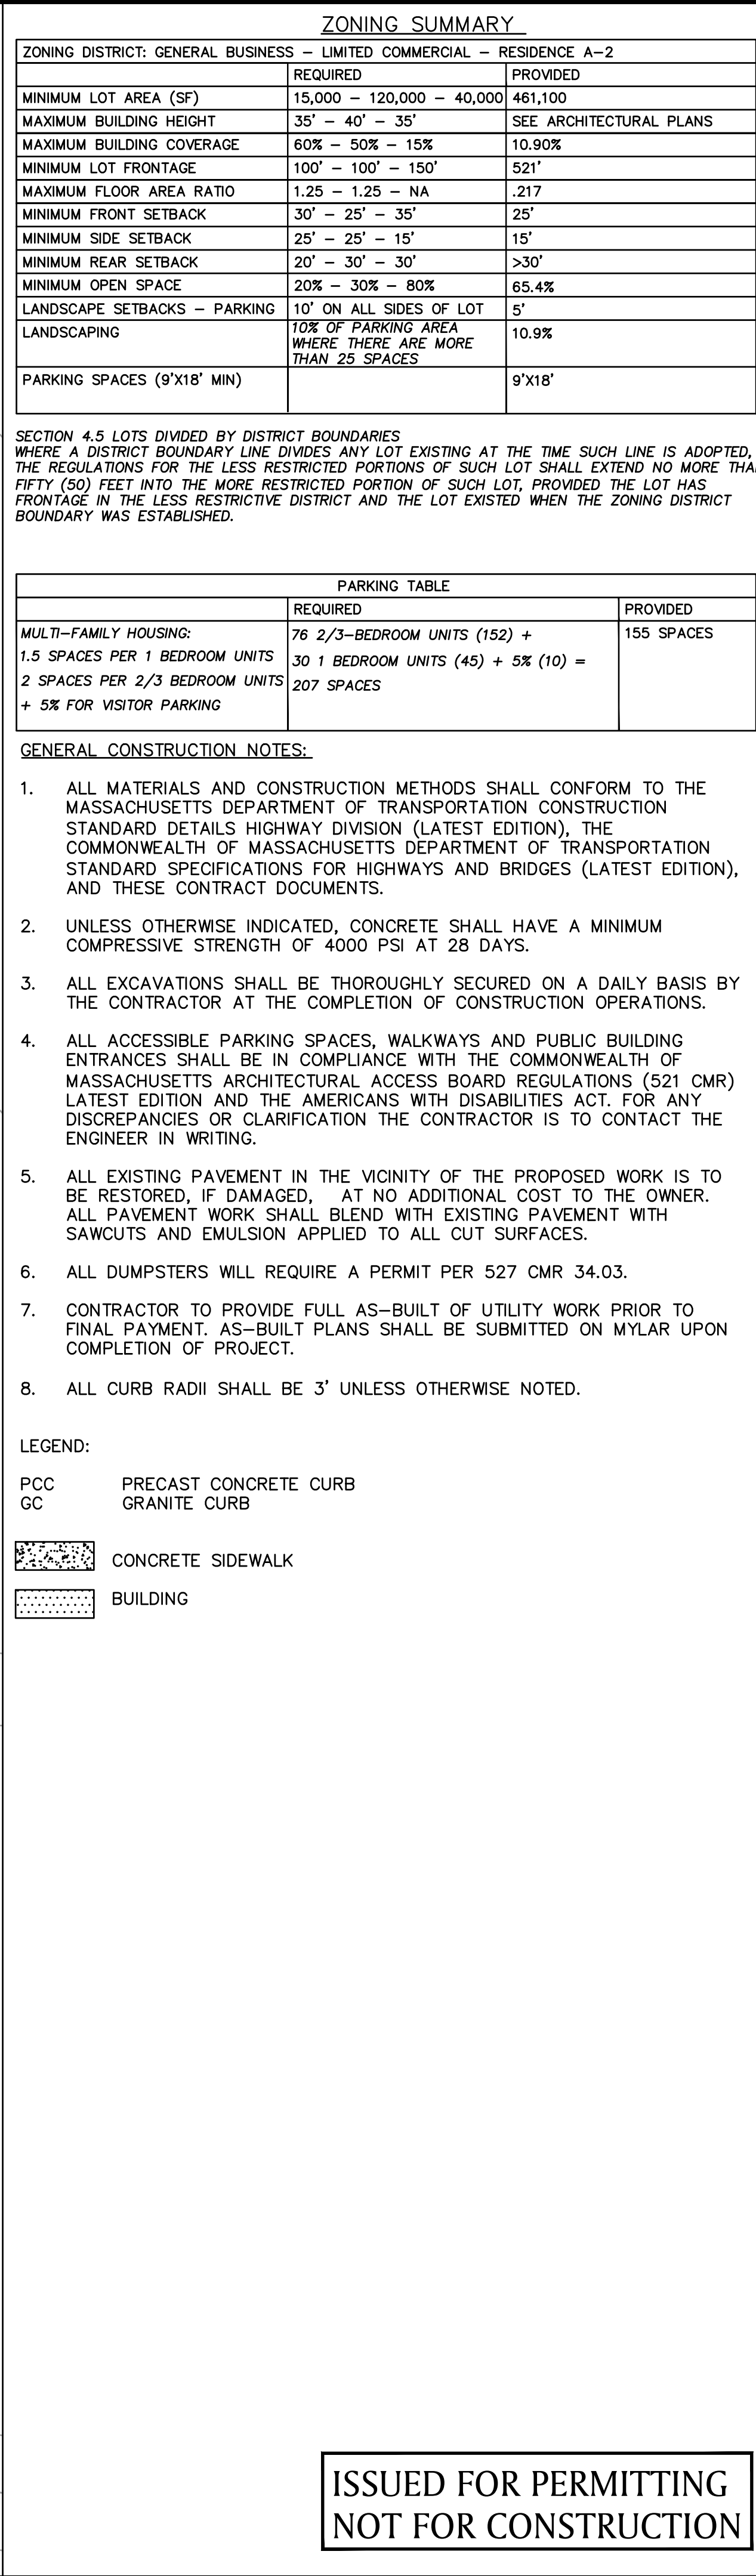 ZONING SUMMARY
ZONING DISTRICT: GENERAL BUSINESS – LIMITED COMMERCIAL – RESIDENCE A–2
REQUIRED PROVIDED
MINIMUM LOT AREA (SF) 15,000 – 120,000 – 40,000 461,100
MAXIMUM BUILDING HEIGHT 35' – 40' – 35' SEE ARCHITECTURAL PLANS
MAXIMUM BUILDING COVERAGE 60% – 50% – 15% 10.90%
MINIMUM LOT FRONTAGE 100' – 100' – 150' 521'
MAXIMUM FLOOR AREA RATIO 1.25 – 1.25 – NA .217
MINIMUM FRONT SETBACK 30' – 25' – 35' 25'
MINIMUM SIDE SETBACK 25' – 25' – 15' 15'
MINIMUM REAR SETBACK 20' – 30' – 30' >30'
MINIMUM OPEN SPACE 20% – 30% – 80% 65.4%
LANDSCAPE SETBACKS – PARKING 10' ON ALL SIDES OF LOT 5'
LANDSCAPING 10% OF PARKING AREA 10.9%
WHERE THERE ARE MORE
THAN 25 SPACES
PARKING SPACES (9'X18' MIN) 9'X18'
SECTION 4.5 LOTS DIVIDED BY DISTRICT BOUNDARIES
WHERE A DISTRICT BOUNDARY LINE DIVIDES ANY LOT EXISTING AT THE TIME SUCH LINE IS ADOPTED,
THE REGULATIONS FOR THE LESS RESTRICTED PORTIONS OF SUCH LOT SHALL EXTEND NO MORE THA
FIFTY (50) FEET INTO THE MORE RESTRICTED PORTION OF SUCH LOT, PROVIDED THE LOT HAS
FRONTAGE IN THE LESS RESTRICTIVE DISTRICT AND THE LOT EXISTED WHEN THE ZONING DISTRICT
BOUNDARY WAS ESTABLISHED.
PARKING TABLE
REQUIRED PROVIDED
MULTI–FAMILY HOUSING: 76 2/3–BEDROOM UNITS (152) + 155 SPACES
1.5 SPACES PER 1 BEDROOM UNITS 30 1 BEDROOM UNITS (45) + 5% (10) =
2 SPACES PER 2/3 BEDROOM UNITS 207 SPACES
+ 5% FOR VISITOR PARKING
GENERAL CONSTRUCTION NOTES:
1. ALL MATERIALS AND CONSTRUCTION METHODS SHALL CONFORM TO THE
MASSACHUSETTS DEPARTMENT OF TRANSPORTATION CONSTRUCTION
STANDARD DETAILS HIGHWAY DIVISION (LATEST EDITION), THE
COMMONWEALTH OF MASSACHUSETTS DEPARTMENT OF TRANSPORTATION
STANDARD SPECIFICATIONS FOR HIGHWAYS AND BRIDGES (LATEST EDITION),
AND THESE CONTRACT DOCUMENTS.
2. UNLESS OTHERWISE INDICATED, CONCRETE SHALL HAVE A MINIMUM
COMPRESSIVE STRENGTH OF 4000 PSI AT 28 DAYS.
3. ALL EXCAVATIONS SHALL BE THOROUGHLY SECURED ON A DAILY BASIS BY
THE CONTRACTOR AT THE COMPLETION OF CONSTRUCTION OPERATIONS.
4. ALL ACCESSIBLE PARKING SPACES, WALKWAYS AND PUBLIC BUILDING
ENTRANCES SHALL BE IN COMPLIANCE WITH THE COMMONWEALTH OF
MASSACHUSETTS ARCHITECTURAL ACCESS BOARD REGULATIONS (521 CMR)
LATEST EDITION AND THE AMERICANS WITH DISABILITIES ACT. FOR ANY
DISCREPANCIES OR CLARIFICATION THE CONTRACTOR IS TO CONTACT THE
ENGINEER IN WRITING.
5. ALL EXISTING PAVEMENT IN THE VICINITY OF THE PROPOSED WORK IS TO
BE RESTORED, IF DAMAGED, AT NO ADDITIONAL COST TO THE OWNER.
ALL PAVEMENT WORK SHALL BLEND WITH EXISTING PAVEMENT WITH
SAWCUTS AND EMULSION APPLIED TO ALL CUT SURFACES.
6. ALL DUMPSTERS WILL REQUIRE A PERMIT PER 527 CMR 34.03.
7. CONTRACTOR TO PROVIDE FULL AS–BUILT OF UTILITY WORK PRIOR TO
FINAL PAYMENT. AS–BUILT PLANS SHALL BE SUBMITTED ON MYLAR UPON
COMPLETION OF PROJECT.
8. ALL CURB RADII SHALL BE 3' UNLESS OTHERWISE NOTED.
LEGEND:
PCC PRECAST CONCRETE CURB
GC GRANITE CURB
CONCRETE SIDEWALK
BUILDING
ISSUED FOR PERMITTING
NOT FOR CONSTRUCTION